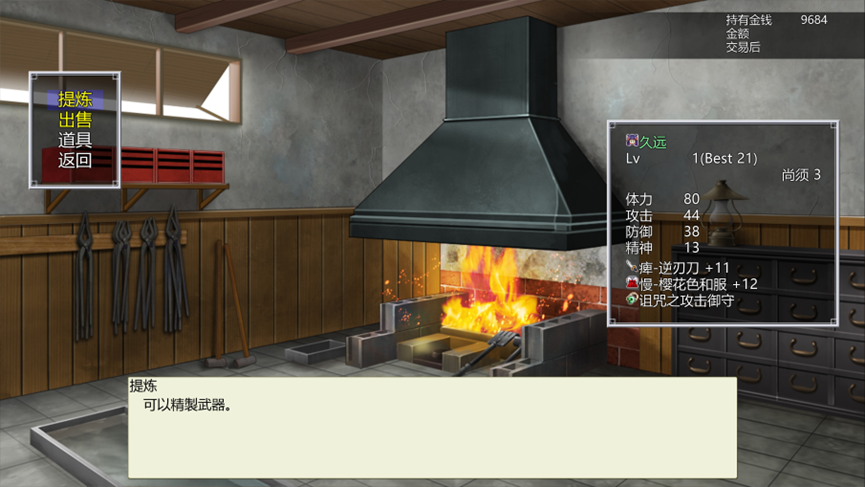 持有金钱 9684
金额
交易后
提炼
出售
道具
返回
久远
Lv 1(Best 21)
尚须 3
体力 80
攻击 44
防御 38
精神 13
痺-逆刃刀 +11
慢-樱花色和服 +12
诅咒之攻击御守
提炼
可以精製武器。